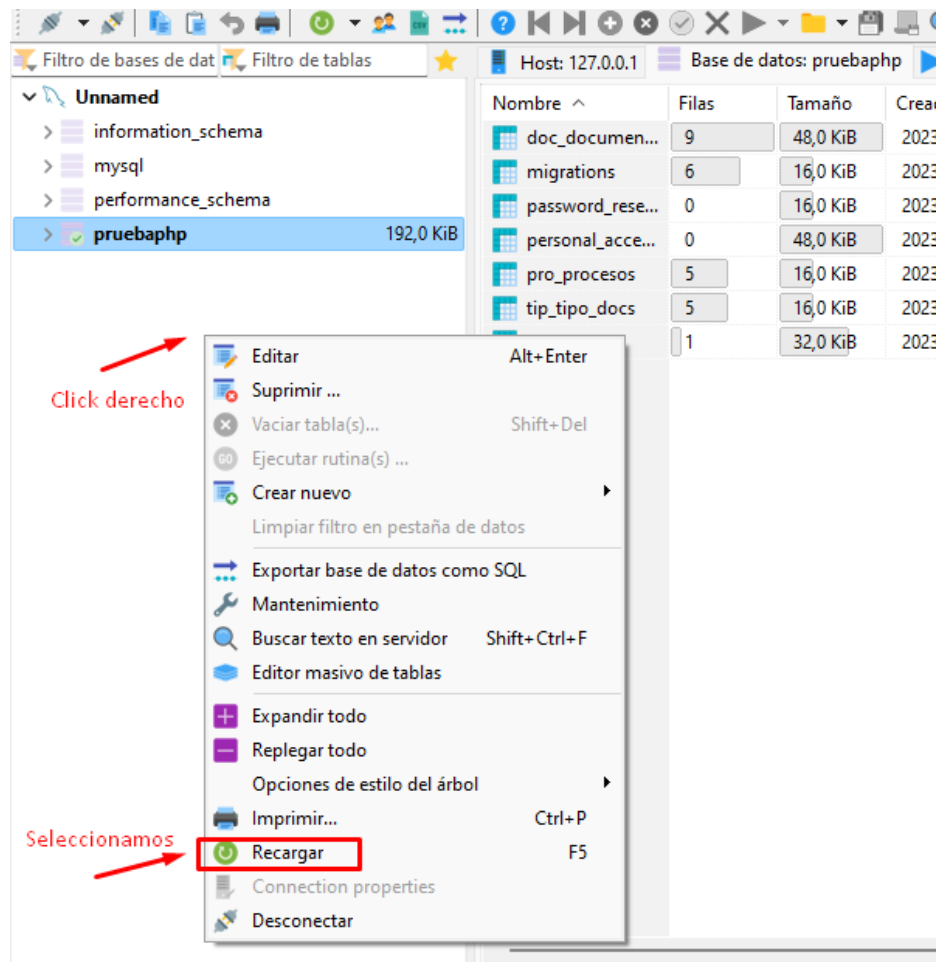 Filtro de bases de dat Filtro de tablas
Host: 127.0.0.1 Base de datos: pruebaphp
Unnamed
information_schema
mysql
performance_schema
pruebaphp 192,0 KiB
Nombre Filas Tamaño Crea
doc_documen... 9 48,0 KiB 2023
migrations 6 16,0 KiB 2023
password_rese... 0 16,0 KiB 2023
personal_acce... 0 48,0 KiB 2023
pro_procesos 5 16,0 KiB 2023
tip_tipo_docs 5 16,0 KiB 2023
1 32,0 KiB 2023
Click derecho
Editar Alt+Enter
Suprimir ...
Vaciar tabla(s)... Shift+Del
GO Ejecutar rutina(s) ...
Crear nuevo
Limpiar filtro en pestaña de datos
Exportar base de datos como SQL
Mantenimiento
Buscar texto en servidor Shift+Ctrl+F
Editor masivo de tablas
Expandir todo
Replegar todo
Opciones de estilo del árbol
Imprimir... Ctrl+P
Seleccionamos
Recargar F5
Connection properties
Desconectar